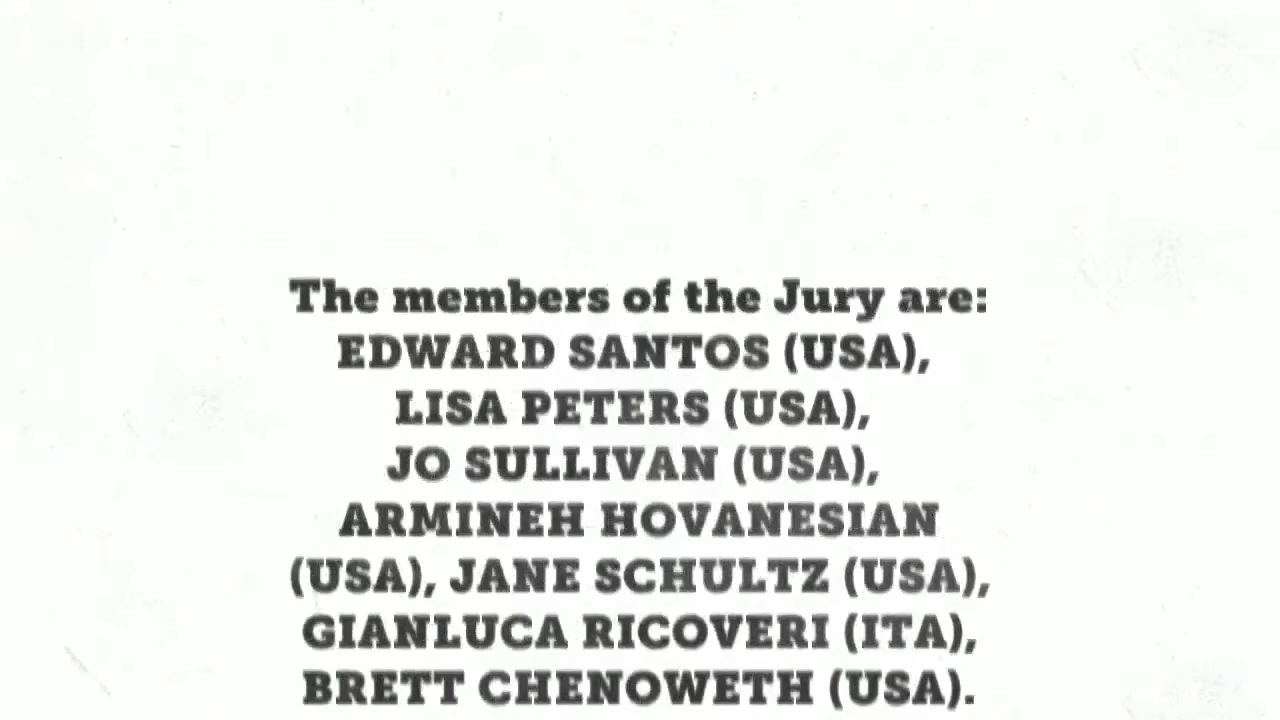 The members of the Jury are:
EDWARD SANTOS (USA),
LISA PETERS (USA),
JO SULLIVAN (USA),
ARMINEH HOVANESIAN
(USA), JANE SCHULTZ (USA),
GIANLUCA RICOVERI (ITA),
BRETT CHENOWETH (USA).